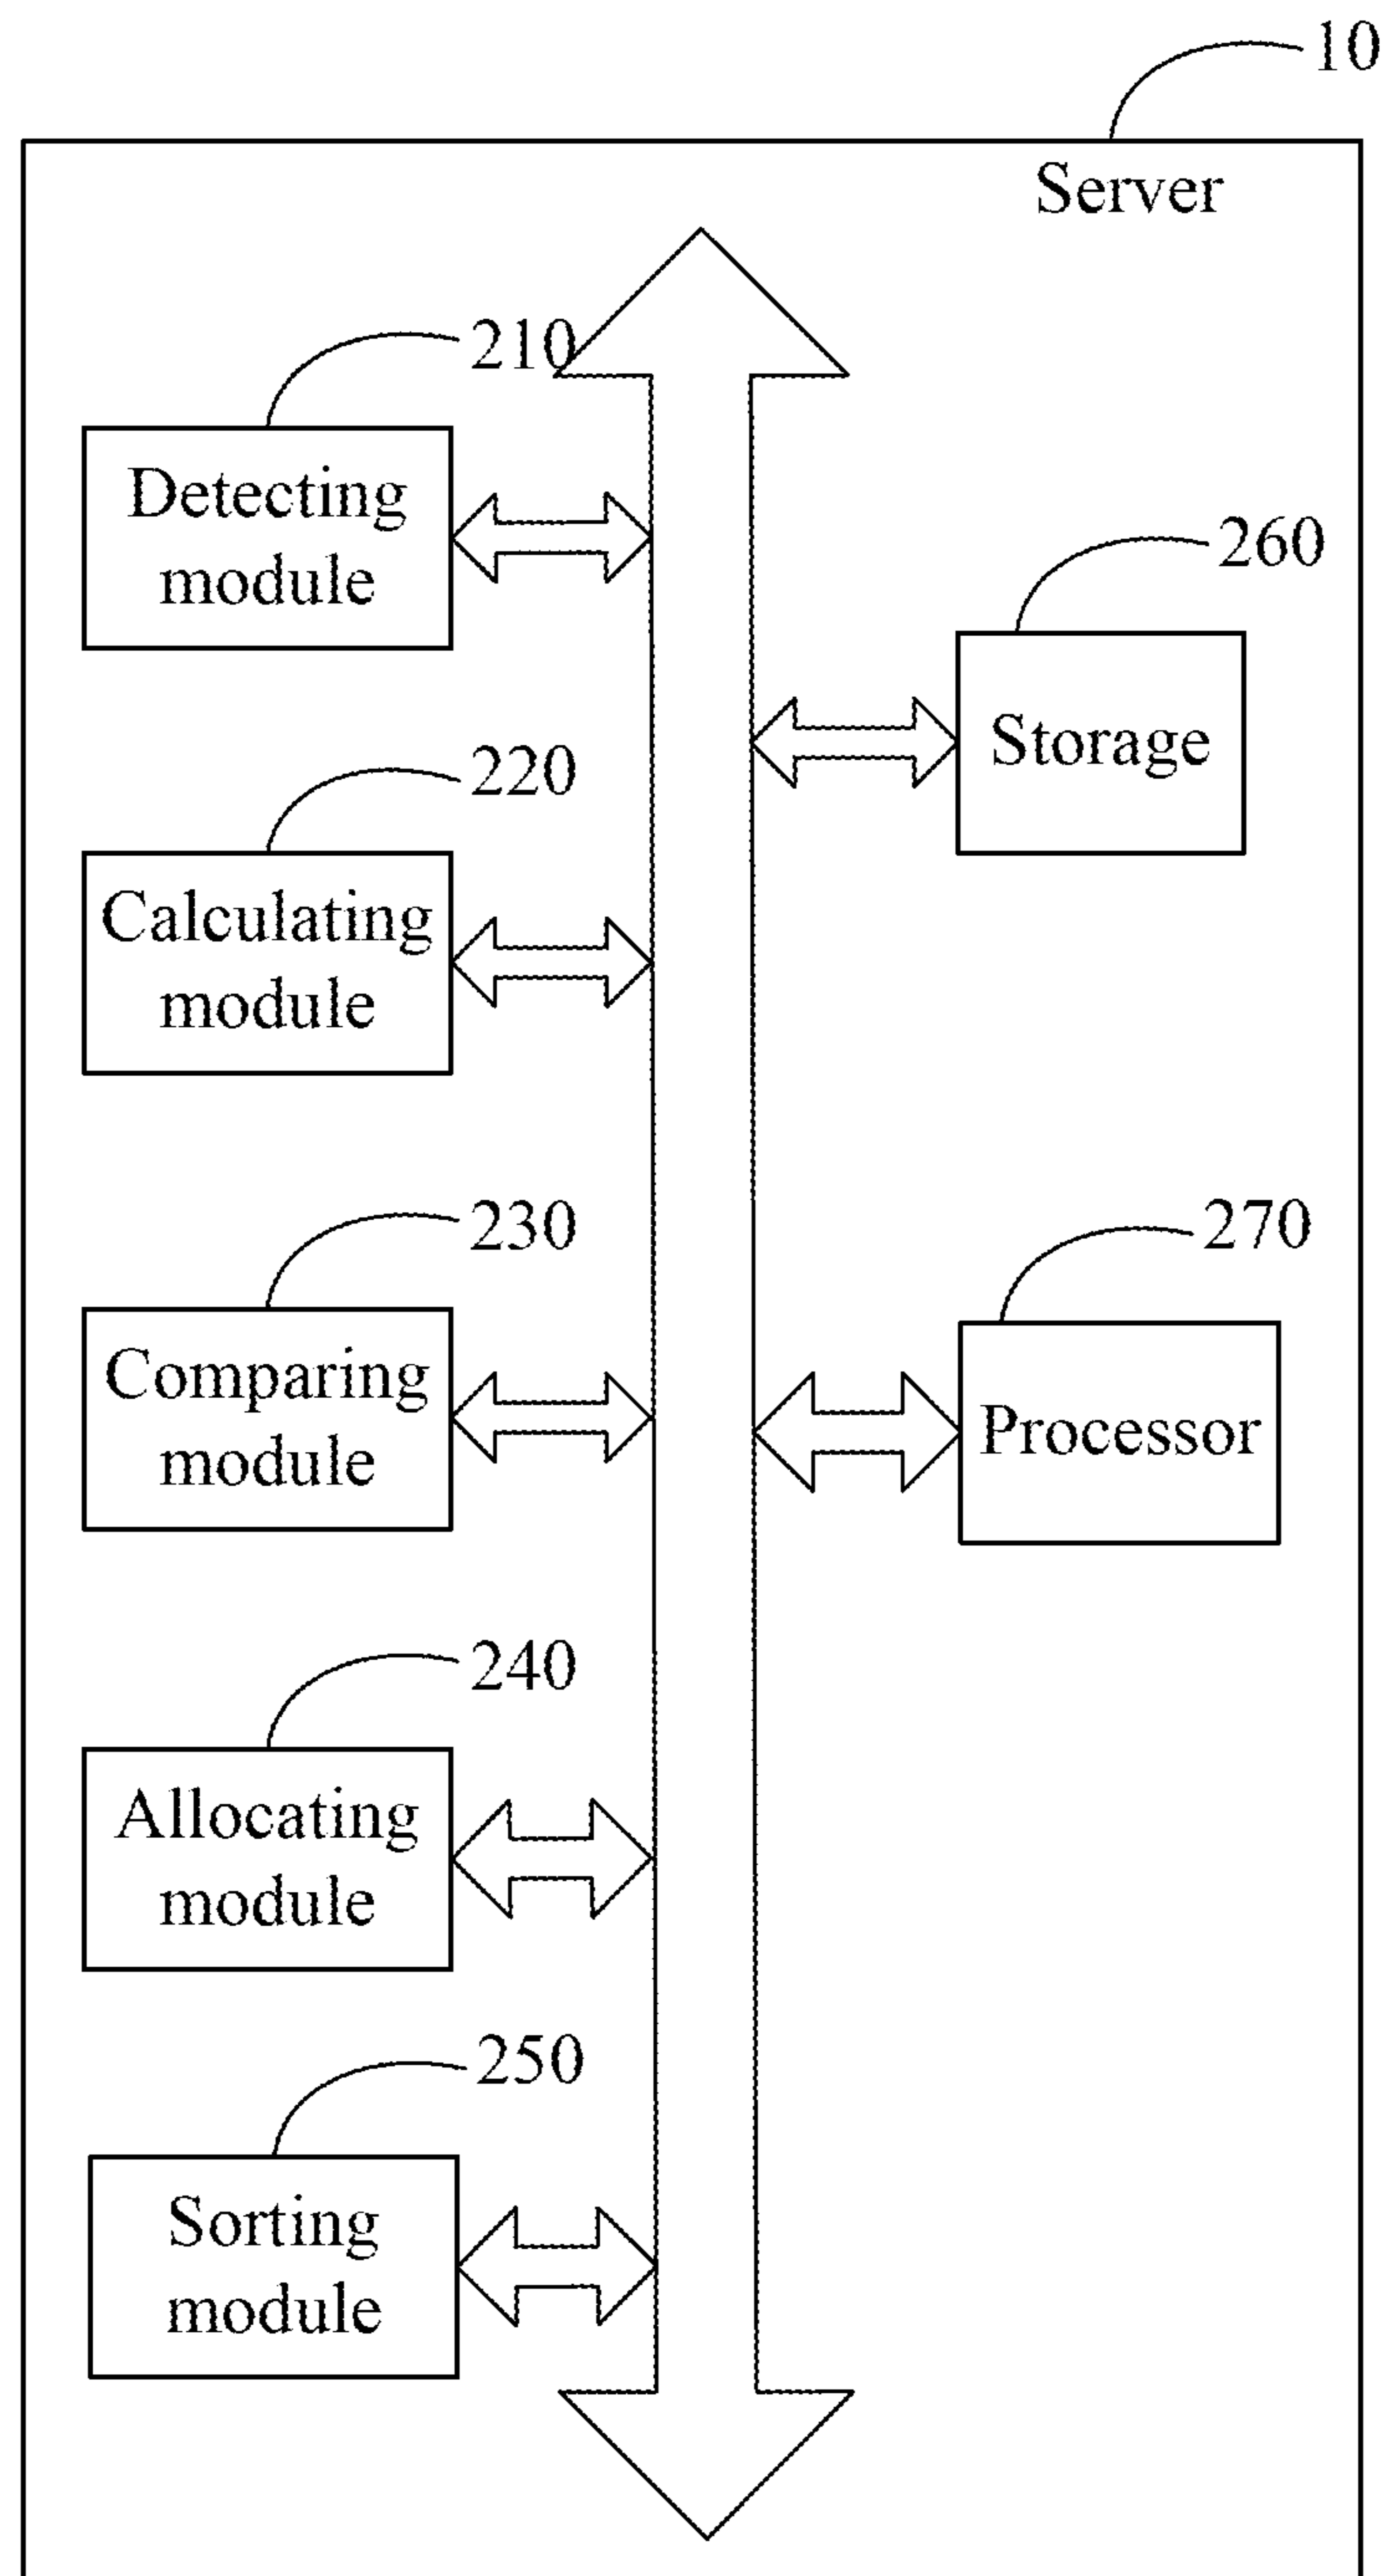 10
Server
210
Detecting
module
260
Storage
220
Calculating
module
230
Comparing
module
270
Processor
240
Allocating
module
250
Sorting
module